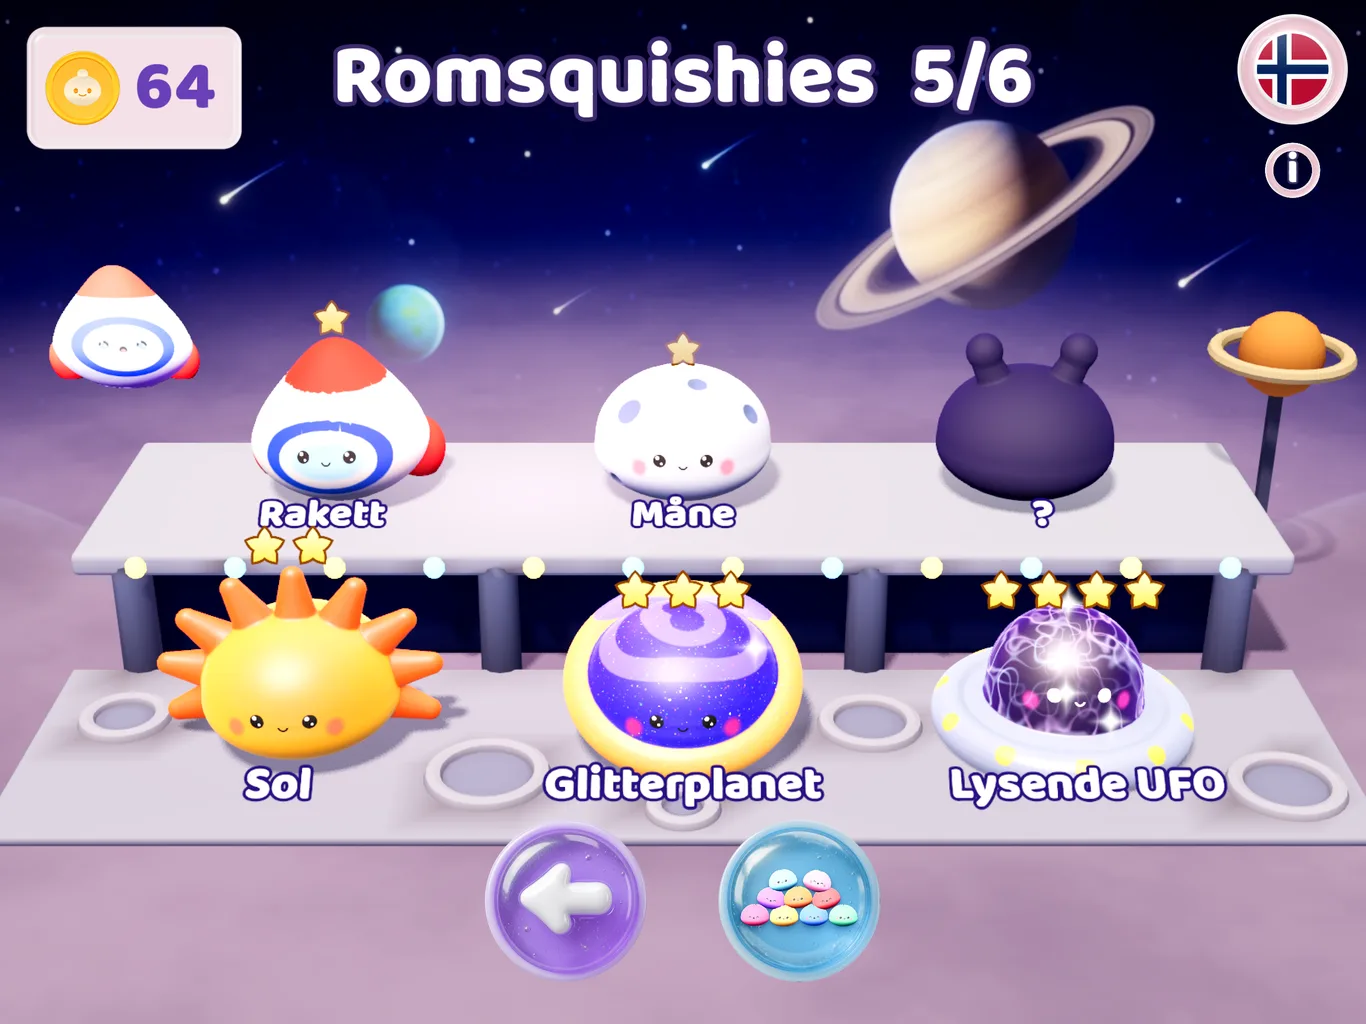 64
Romsquishies 5/6
i
Rakett
Måne
?
Sol
Glitterplanet
Lysende UFO